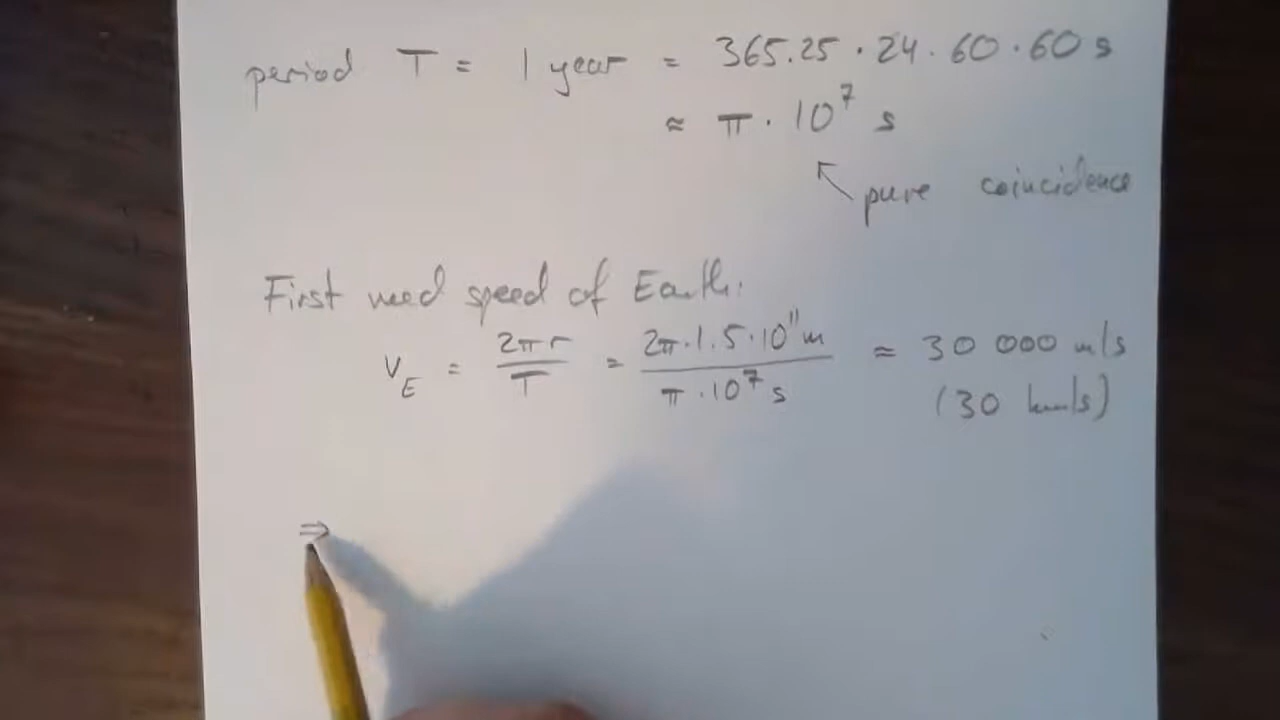 period T = 1 year = 365.25 · 24 · 60 · 60 s
≈ π · 10⁷ s
pure coincidence
First need speed of Earth:
v_E = 2πr / T = 2π · 1.5 · 10¹¹ m / π · 10⁷ s ≈ 30 000 m/s
(30 km/s)
⇒